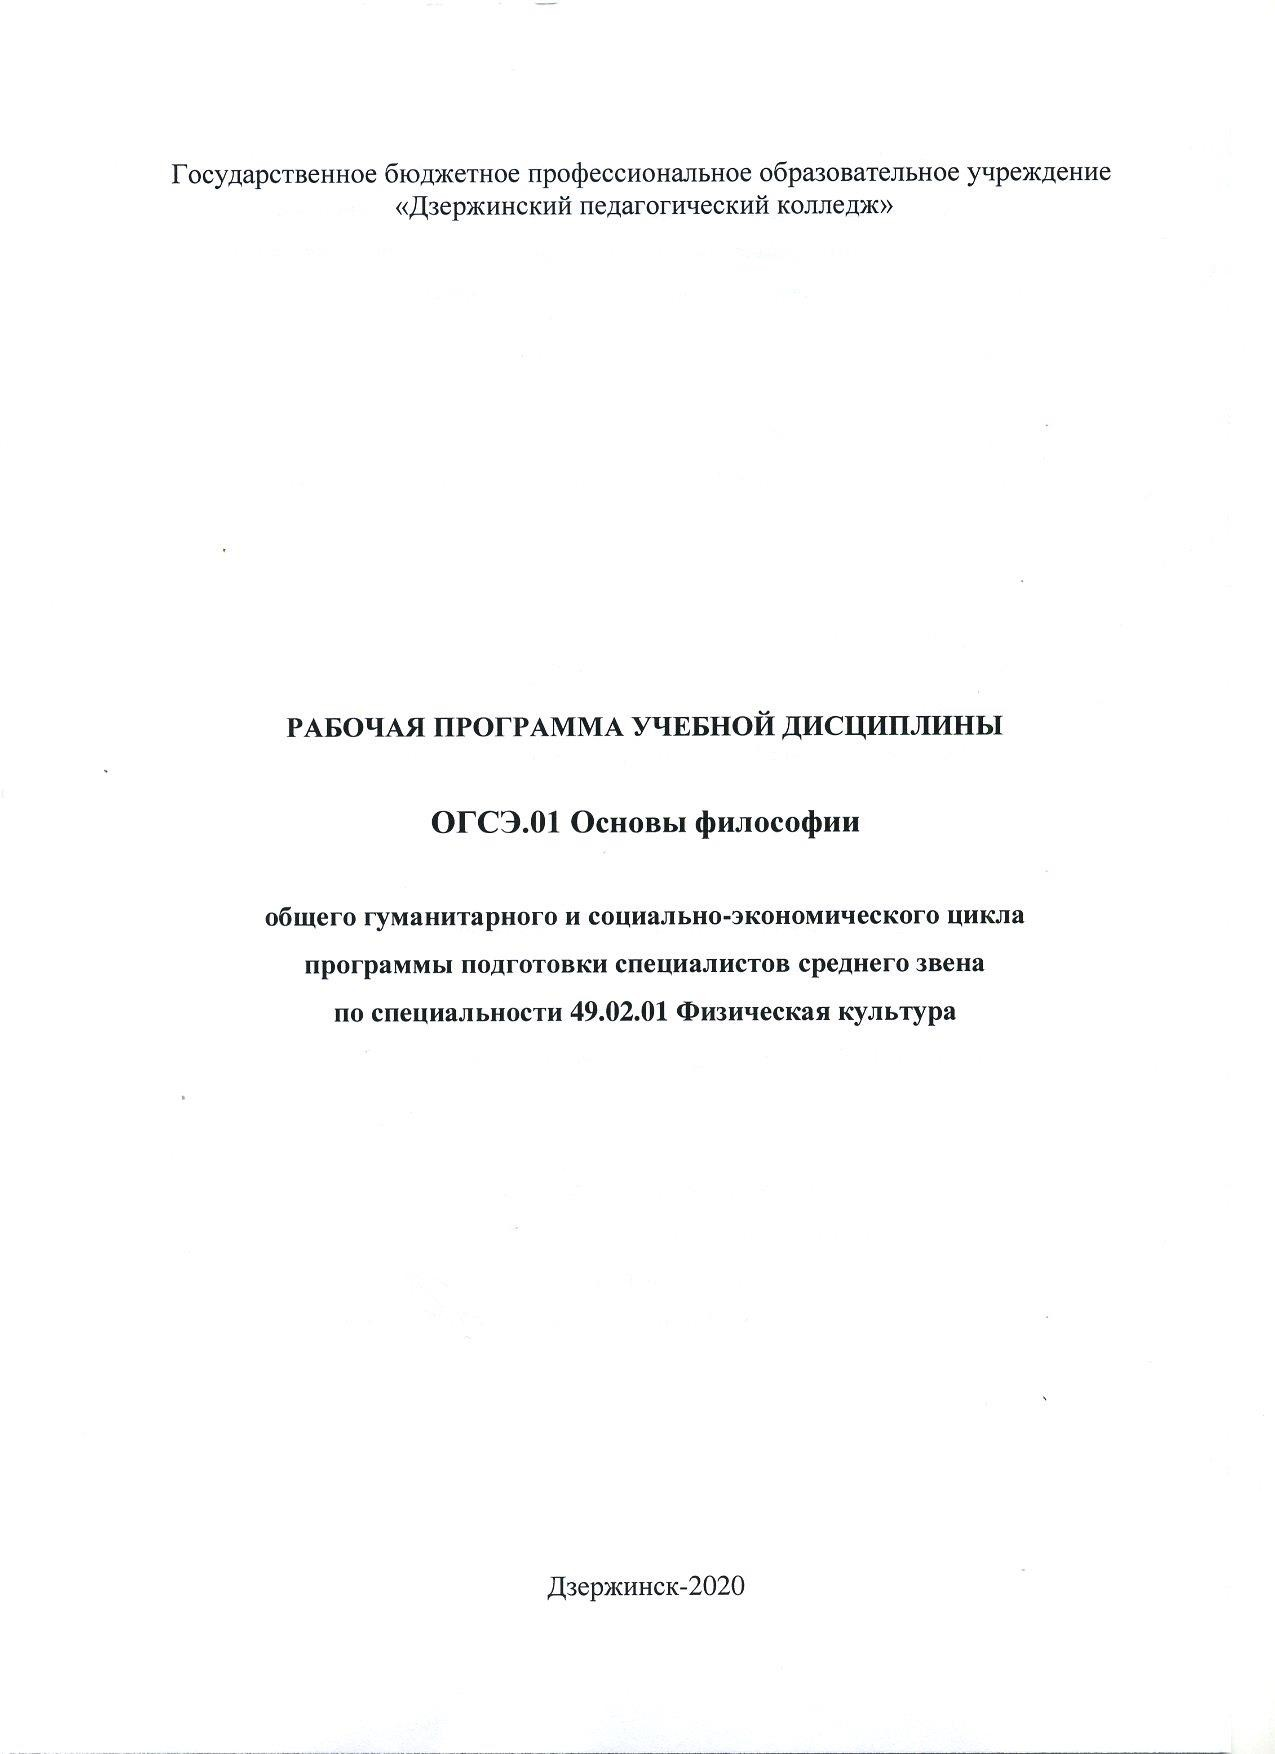 Государственное бюджетное профессиональное образовательное учреждение
«Дзержинский педагогический колледж»
РАБОЧАЯ ПРОГРАММА УЧЕБНОЙ ДИСЦИПЛИНЫ
ОГСЭ.01 Основы философии
общего гуманитарного и социально-экономического цикла
программы подготовки специалистов среднего звена
по специальности 49.02.01 Физическая культура
Дзержинск-2020